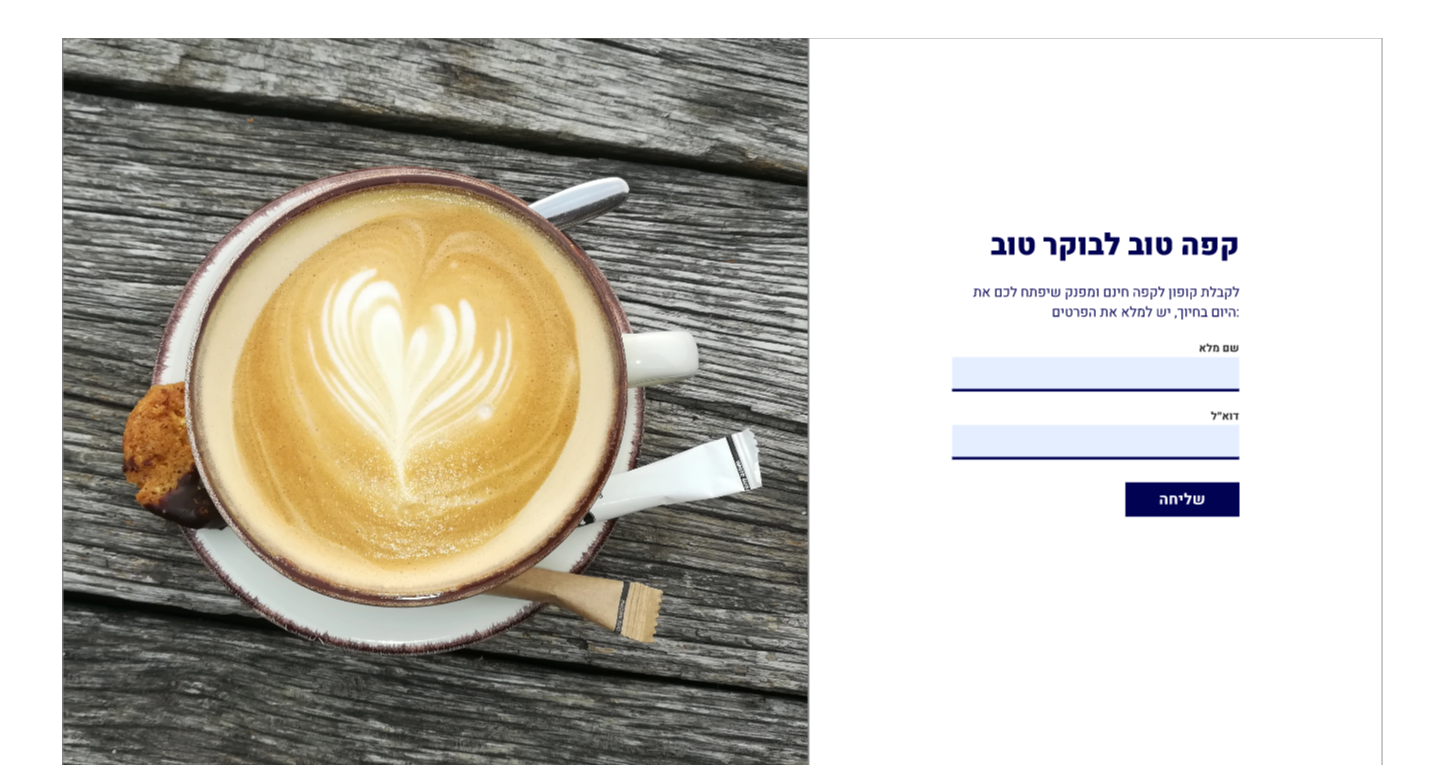 קפה טוב לבוקר טוב
לקבלת קופון לקפה חינם ומפנק שיפתח לכם את
:היום בחיוך, יש למלא את הפרטים
שם מלא
דוא"ל
שליחה